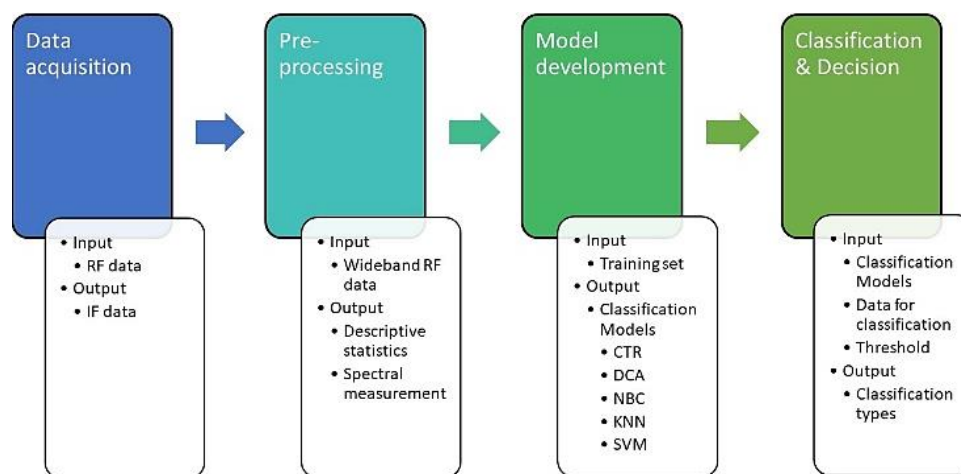 Data
acquisition
Pre-
processing
Model
development
Classification
& Decision
• Input
• RF data
• Output
• IF data
• Input
• Wideband RF
data
• Output
• Descriptive
statistics
• Spectral
measurement
• Input
• Training set
• Output
• Classification
Models
• CTR
• DCA
• NBC
• KNN
• SVM
• Input
• Classification
Models
• Data for
classification
• Threshold
• Output
• Classification
types